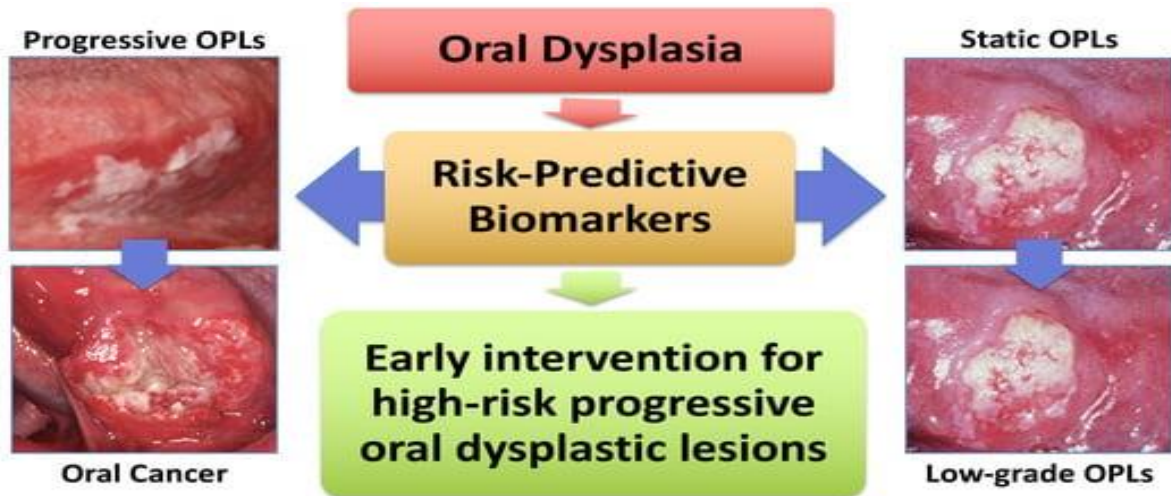 Progressive OPLs
Oral Dysplasia
Static OPLs
Risk-Predictive
Biomarkers
Early intervention for
high-risk progressive
oral dysplastic lesions
Oral Cancer
Low-grade OPLs